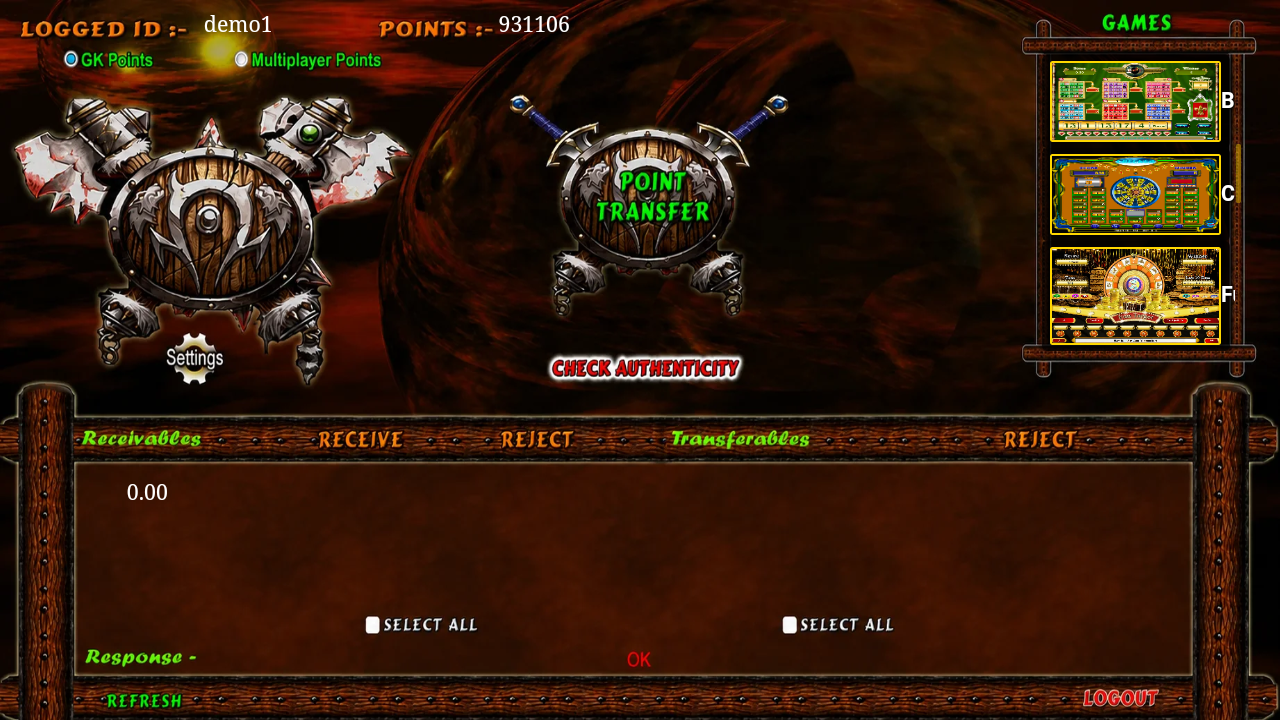 LOGGED ID :- demo1
POINTS :- 931106
GK Points
Multiplayer Points
GAMES
B
C
POINT
TRANSFER
Settings
CHECK AUTHENTICITY
Receivables
RECEIVE
REJECT
Transferables
REJECT
0.00
SELECT ALL
SELECT ALL
Response -
OK
REFRESH
LOGOUT